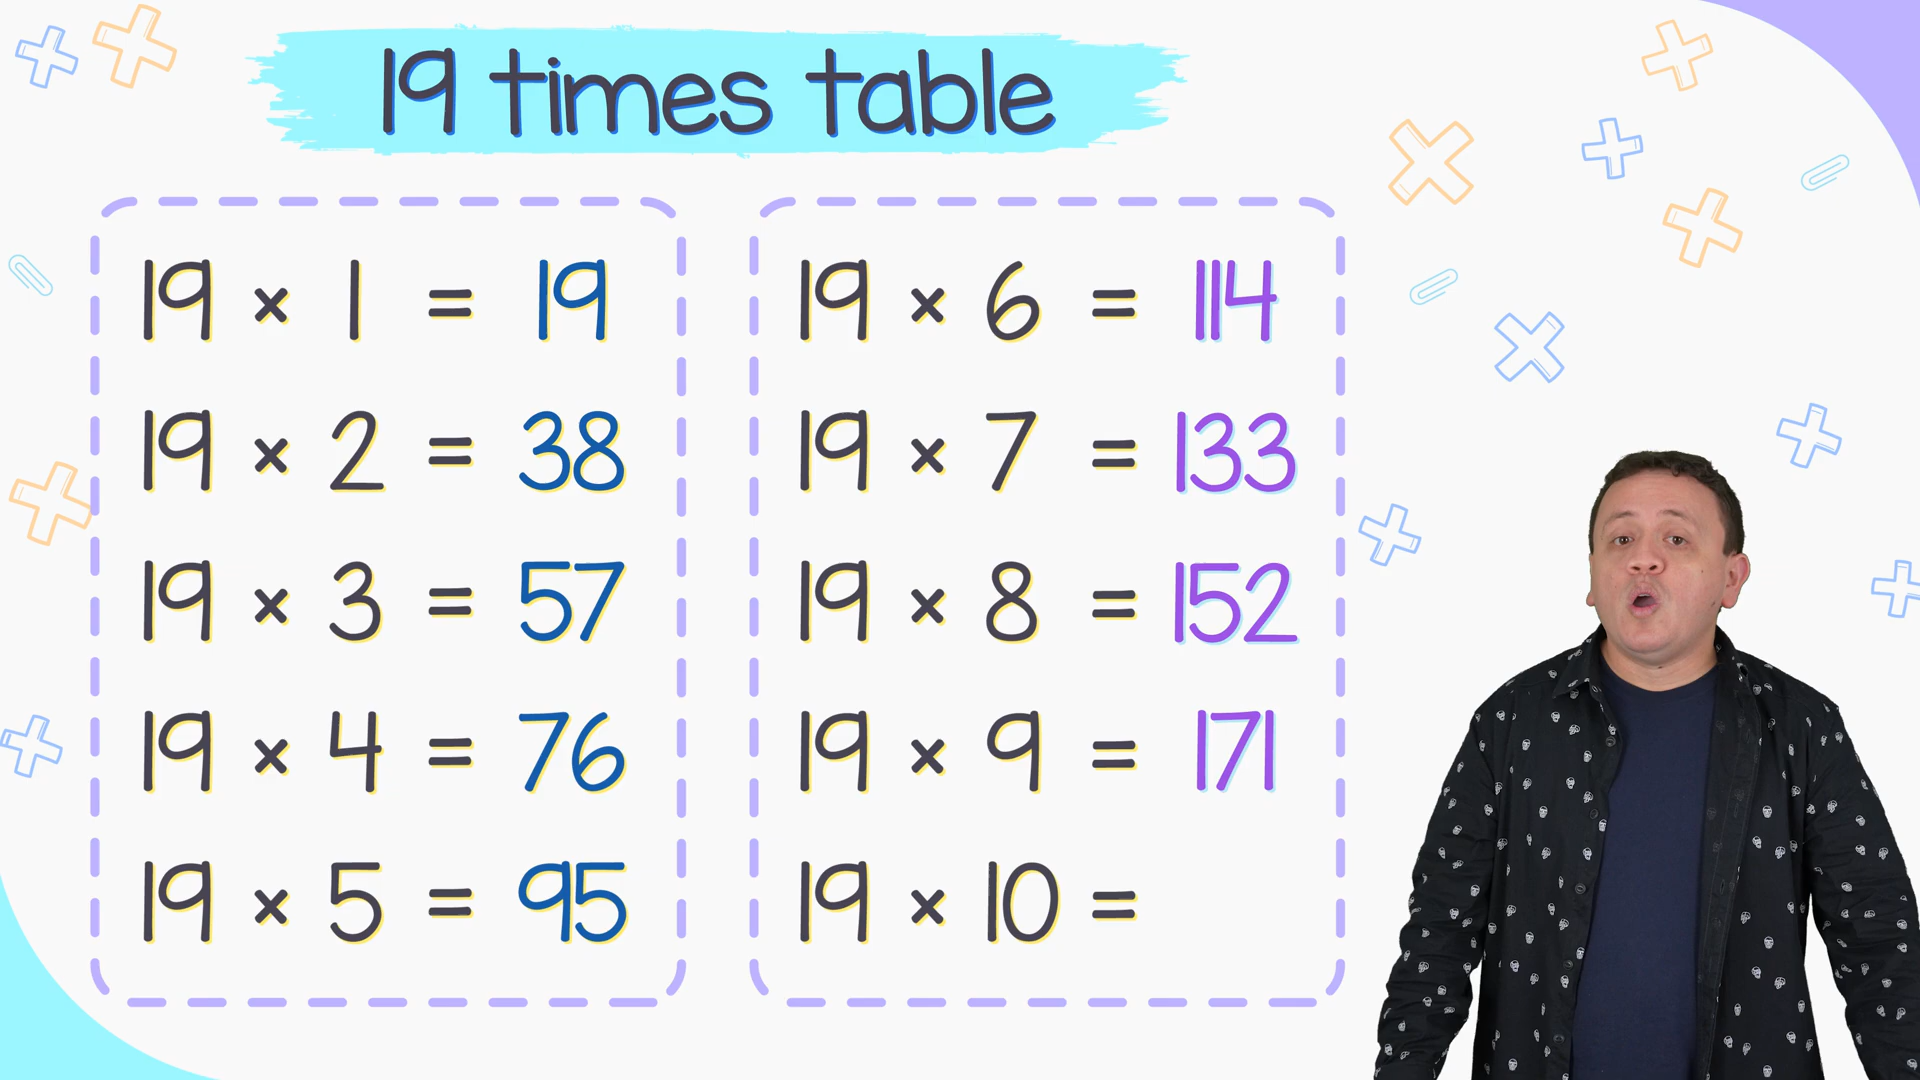 19 times table
19 × 1 = 19
19 × 2 = 38
19 × 3 = 57
19 × 4 = 76
19 × 5 = 95
19 × 6 = 114
19 × 7 = 133
19 × 8 = 152
19 × 9 = 171
19 × 10 =